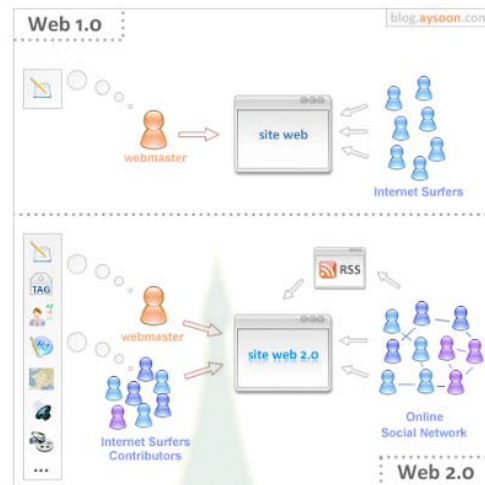 Web 1.0
blog.aysoon.com
site web
webmaster
Internet Surfers
TAG
RSS
webmaster
site web 2.0
Internet Surfers
Contributors
Online
Social Network
...
Web 2.0